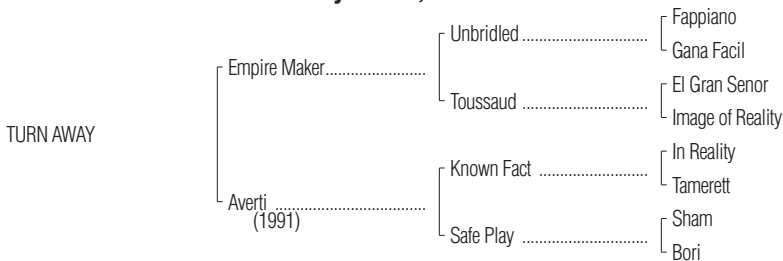 Fappiano
Unbridled ..................................
Gana Facil
Empire Maker...........................
El Gran Senor
Toussaud ..................................
Image of Reality
TURN AWAY
In Reality
Known Fact ..............................
Tamerett
Averti ........................................
(1991)
Sham
Safe Play ..................................
Bori